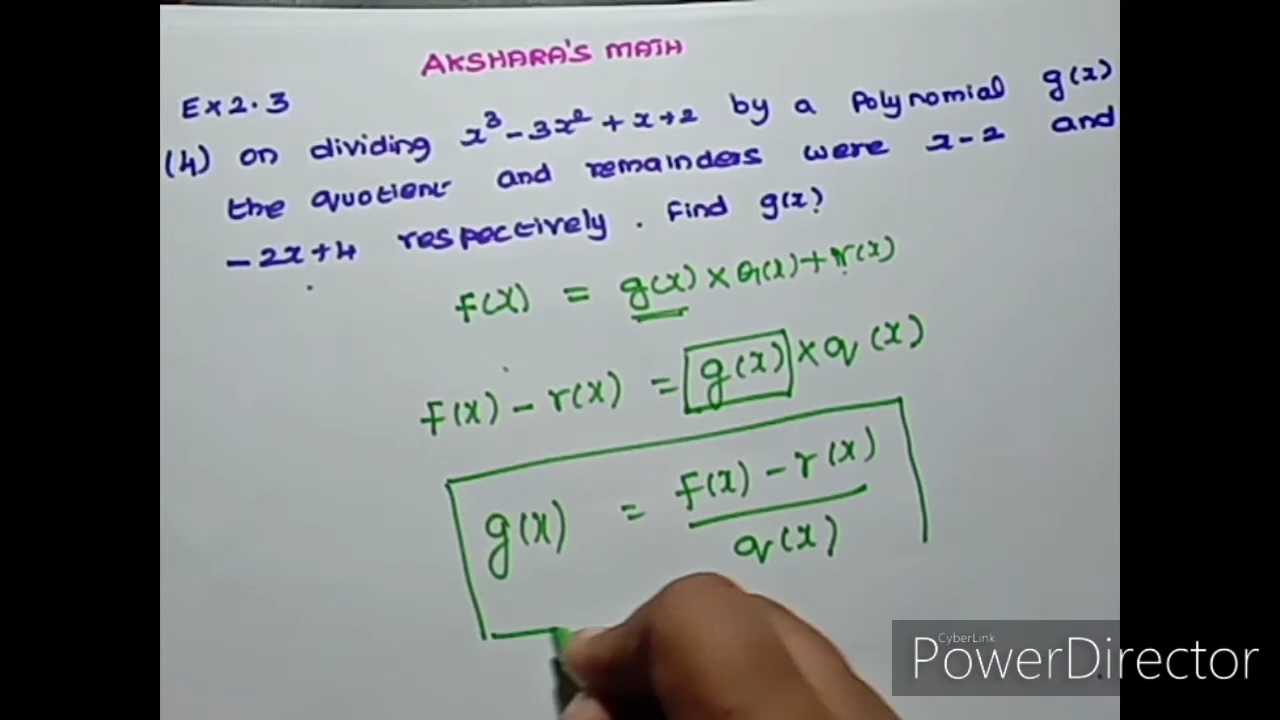 AKSHARA'S MATH
Ex 2.3
(4) on dividing x³ - 3x² + x + 2 by a Polynomial g(x)
the quotient and remainders were x - 2 and
- 2x + 4 respectively. Find g(x)?
f(x) = g(x) × q(x) + r(x)
f(x) - r(x) = g(x) × q(x)
g(x) = f(x) - r(x) / q(x)
CyberLink
PowerDirector